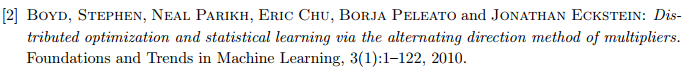 [2] BOYD, STEPHEN, NEAL PARIKH, ERIC CHU, BORJA PELEATO and JONATHAN ECKSTEIN: Dis-
tributed optimization and statistical learning via the alternating direction method of multipliers.
Foundations and Trends in Machine Learning, 3(1):1–122, 2010.